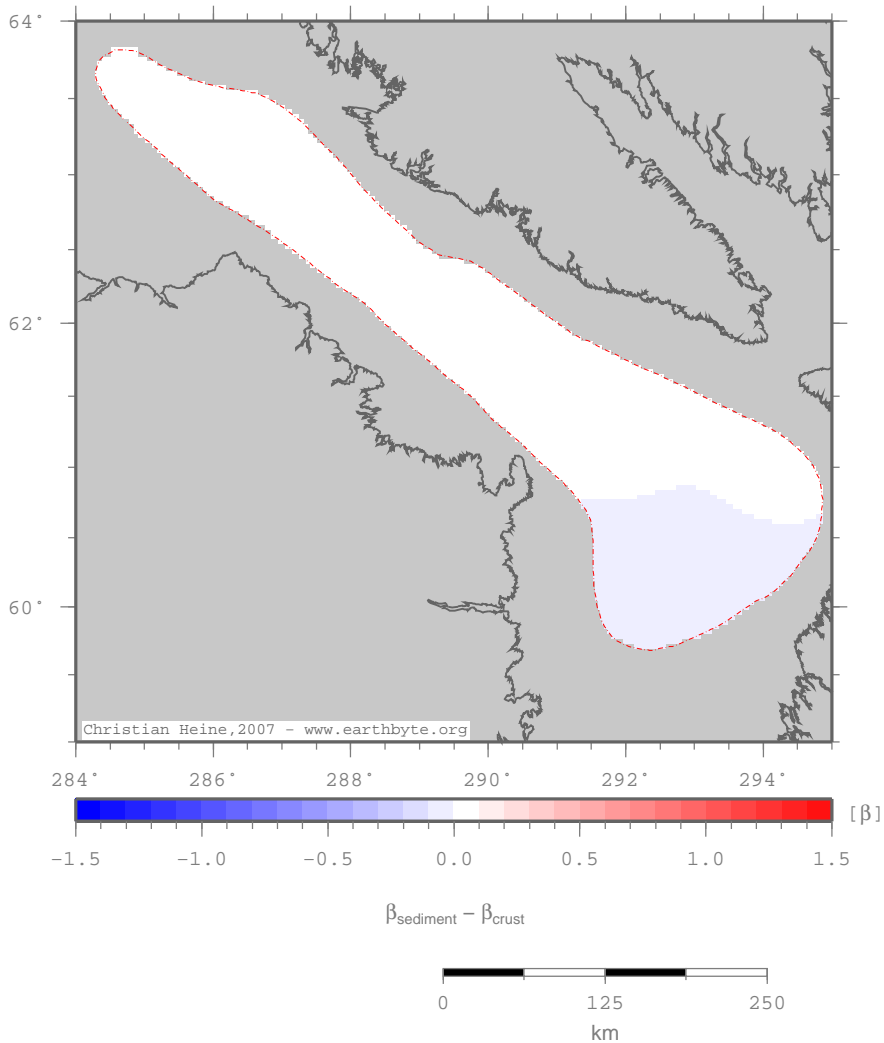 64°
62°
60°
Christian Heine, 2007 - www.earthbyte.org
284° 286° 288° 290° 292° 294°
[β]
-1.5 -1.0 -0.5 0.0 0.5 1.0 1.5
βsediment – βcrust
0 125 250
km